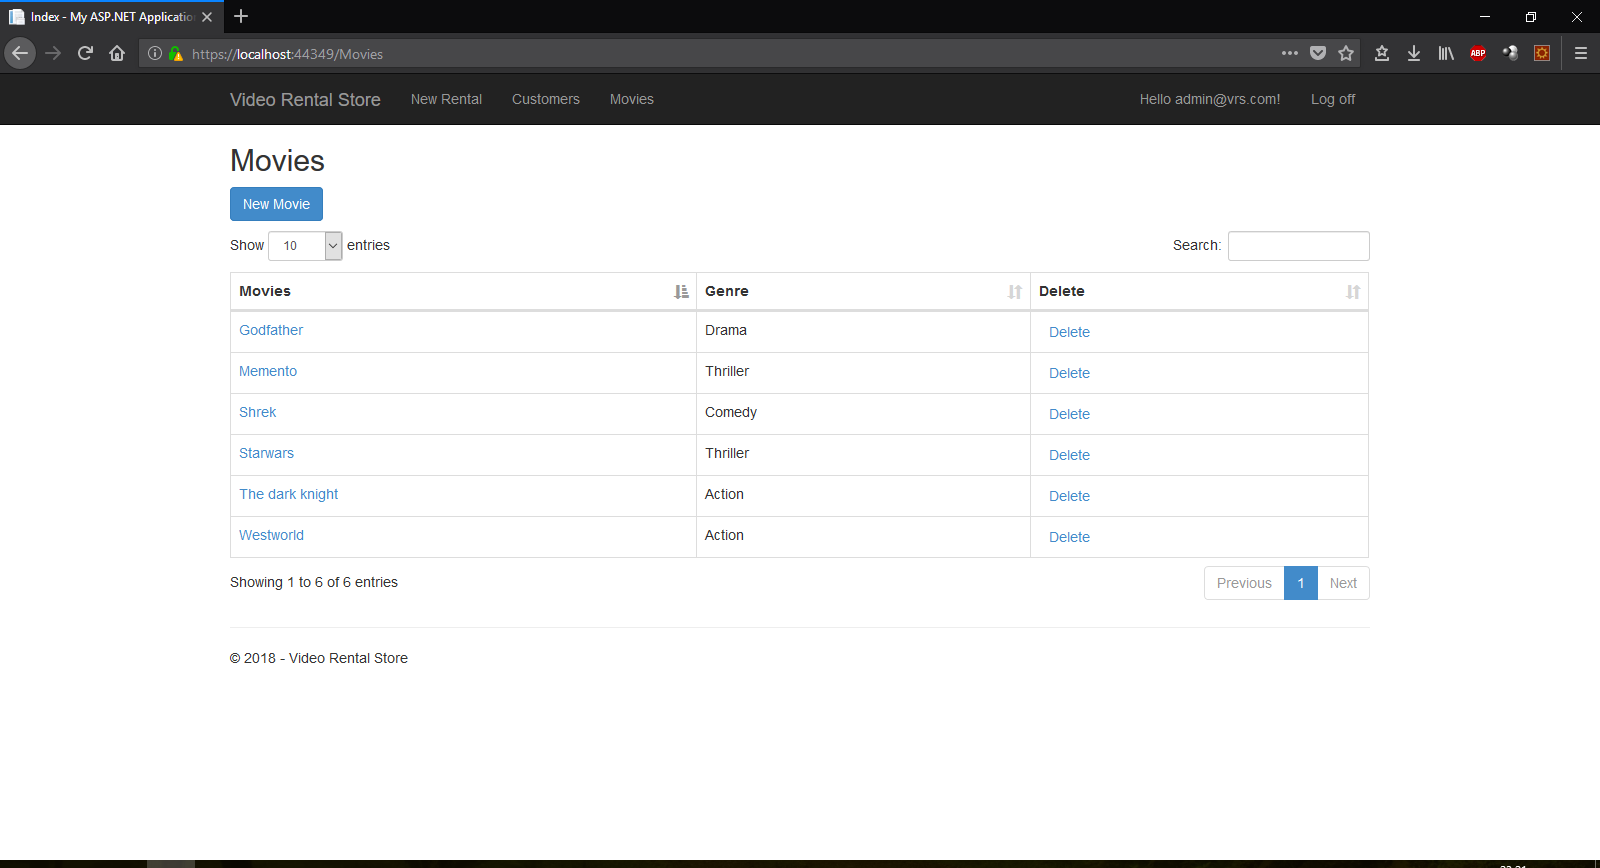 Index - My ASP.NET Applicatio
https://localhost:44349/Movies
ABP
Video Rental Store New Rental Customers Movies Hello admin@vrs.com! Log off
Movies
New Movie
Show 10 entries Search:
Movies Genre Delete
Godfather Drama Delete
Memento Thriller Delete
Shrek Comedy Delete
Starwars Thriller Delete
The dark knight Action Delete
Westworld Action Delete
Showing 1 to 6 of 6 entries Previous 1 Next
© 2018 - Video Rental Store